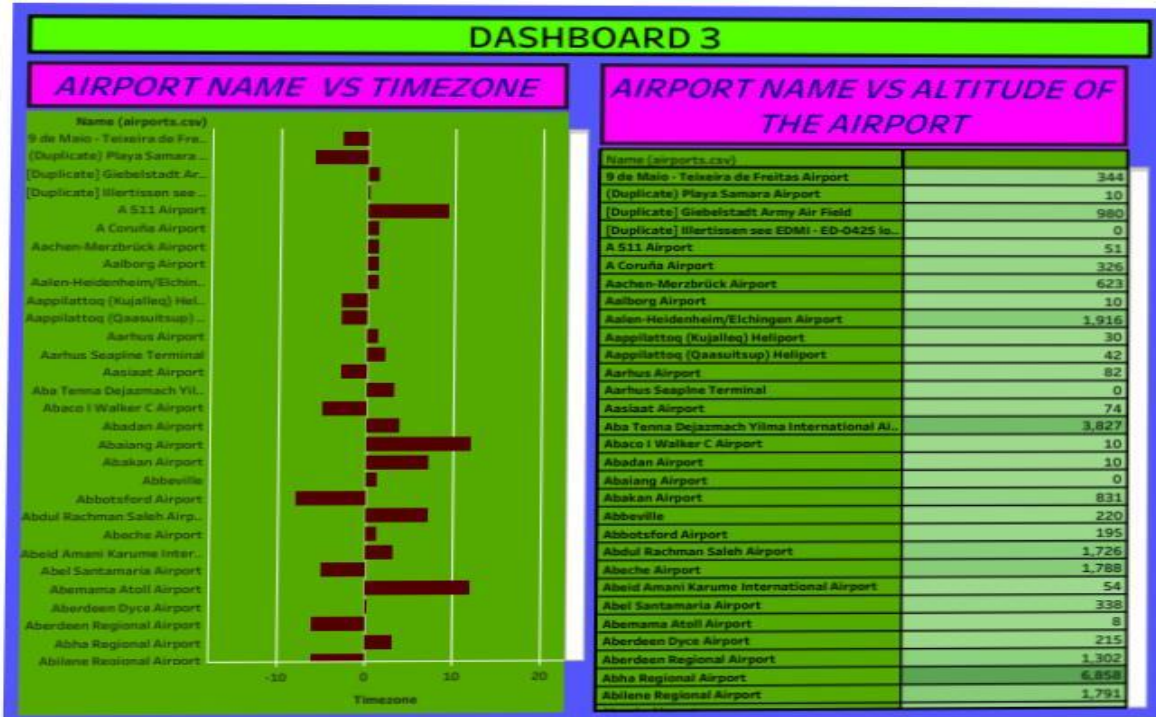 DASHBOARD 3
AIRPORT NAME VS TIMEZONE
Name (airports.csv)
9 de Maio - Teixeira de Fre..
(Duplicate) Playa Samara ..
[Duplicate] Giebelstadt Ar..
[Duplicate] Illertissen see ..
A 511 Airport
A Coruña Airport
Aachen-Merzbrück Airport
Aalborg Airport
Aalen-Heidenheim/Elchin..
Aappilattoq (Kujalleq) Hel..
Aappilattoq (Qaasuitsup) ..
Aarhus Airport
Aarhus Seaplne Terminal
Aasiaat Airport
Aba Tenna Dejazmach Yil..
Abaco I Walker C Airport
Abadan Airport
Abaiang Airport
Abakan Airport
Abbeville
Abbotsford Airport
Abdul Rachman Saleh Airp..
Abeche Airport
Abeid Amani Karume Inter..
Abel Santamaria Airport
Abemama Atoll Airport
Aberdeen Dyce Airport
Aberdeen Regional Airport
Abha Regional Airport
Abilene Regional Airport
-10 0 10 20
Timezone
AIRPORT NAME VS ALTITUDE OF
THE AIRPORT
Name (airports.csv)
9 de Maio - Teixeira de Freitas Airport 344
(Duplicate) Playa Samara Airport 10
[Duplicate] Giebelstadt Army Air Field 980
[Duplicate] Illertissen see EDMI - ED-0425 lo.. 0
A 511 Airport 51
A Coruña Airport 326
Aachen-Merzbrück Airport 623
Aalborg Airport 10
Aalen-Heidenheim/Elchingen Airport 1,916
Aappilattoq (Kujalleq) Heliport 30
Aappilattoq (Qaasuitsup) Heliport 42
Aarhus Airport 82
Aarhus Seaplne Terminal 0
Aasiaat Airport 74
Aba Tenna Dejazmach Yilma International Ai.. 3,827
Abaco I Walker C Airport 10
Abadan Airport 10
Abaiang Airport 0
Abakan Airport 831
Abbeville 220
Abbotsford Airport 195
Abdul Rachman Saleh Airport 1,726
Abeche Airport 1,788
Abeid Amani Karume International Airport 54
Abel Santamaria Airport 338
Abemama Atoll Airport 8
Aberdeen Dyce Airport 215
Aberdeen Regional Airport 1,302
Abha Regional Airport 6,858
Abilene Regional Airport 1,791